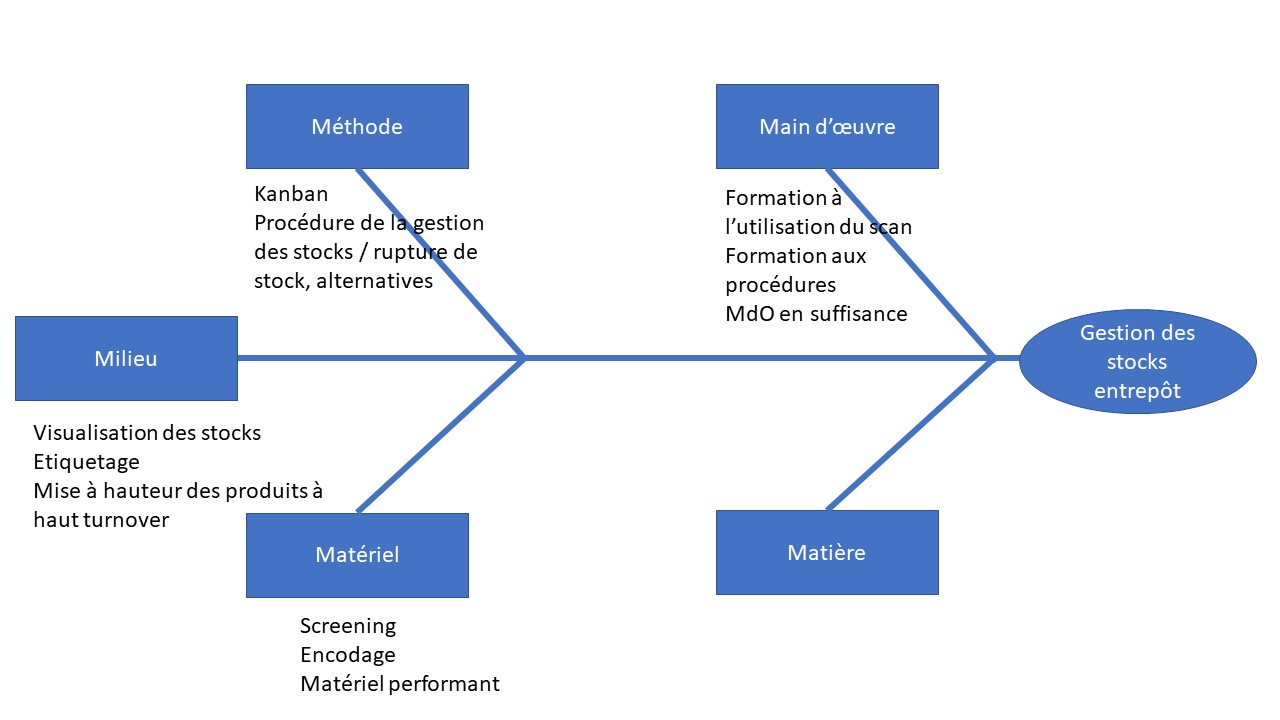 Méthode
Main d’œuvre
Kanban
Procédure de la gestion
des stocks / rupture de
stock, alternatives
Formation à
l’utilisation du scan
Formation aux
procédures
MdO en suffisance
Milieu
Gestion des
stocks
entrepôt
Visualisation des stocks
Etiquetage
Mise à hauteur des produits à
haut turnover
Matériel
Matière
Screening
Encodage
Matériel performant